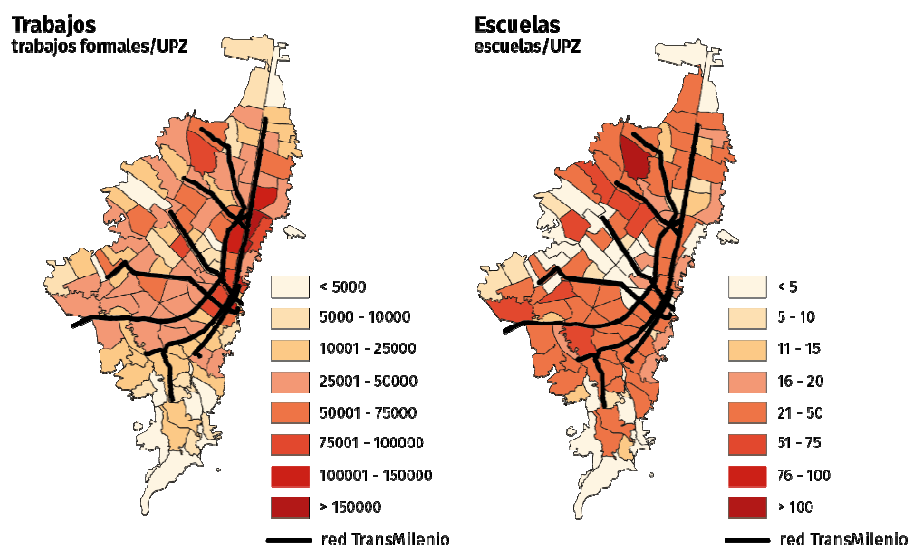 Trabajos
trabajos formales/UPZ
< 5000
5000 - 10000
10001 - 25000
25001 - 50000
50001 - 75000
75001 - 100000
100001 - 150000
> 150000
red TransMilenio
Escuelas
escuelas/UPZ
< 5
5 - 10
11 - 15
16 - 20
21 - 50
51 - 75
76 - 100
> 100
red TransMilenio